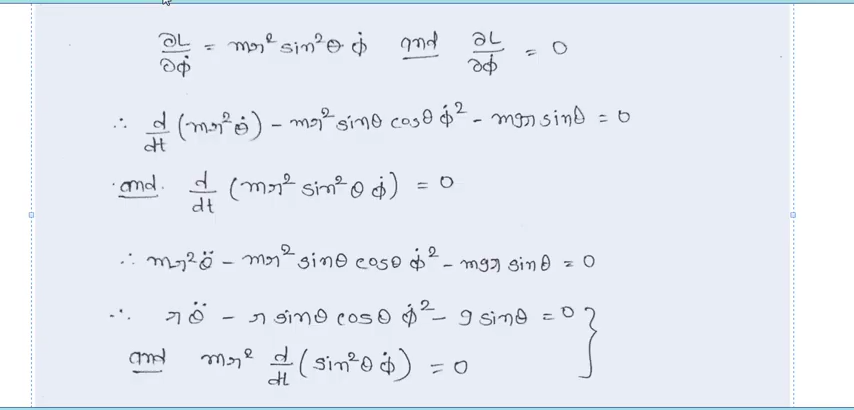 ∂L/∂ϕ̇ = mr² sin²θ ϕ̇ and ∂L/∂ϕ̇ = 0
∴ d/dt (mr²θ̇) - mr² sinθ cosθ ϕ̇² - mgr sinθ = 0
and. d/dt (mr² sin²θ ϕ̇) = 0
∴ mr²θ̈ - mr² sinθ cosθ ϕ̇² - mgr sinθ = 0
∴ rθ̈ - r sinθ cosθ ϕ̇² - g sinθ = 0 }
and mr² d/dt (sin²θ ϕ̇) = 0